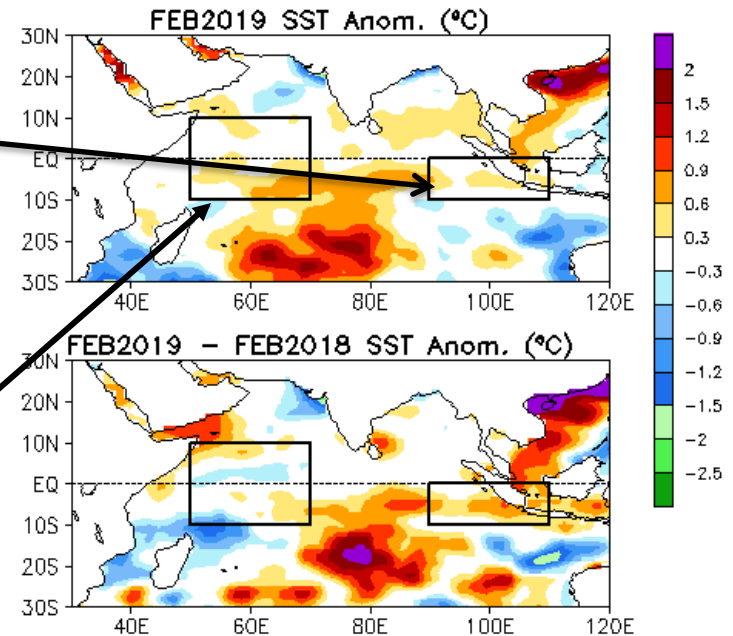 FEB2019 SST Anom. (°C)
30N
20N
10N
EQ
10S
20S
30S
40E 60E 80E 100E 120E
FEB2019 - FEB2018 SST Anom. (°C)
30N
20N
10N
EQ
10S
20S
30S
40E 60E 80E 100E 120E
2
1.5
1.2
0.9
0.6
0.3
-0.3
-0.6
-0.9
-1.2
-1.5
-2
-2.5